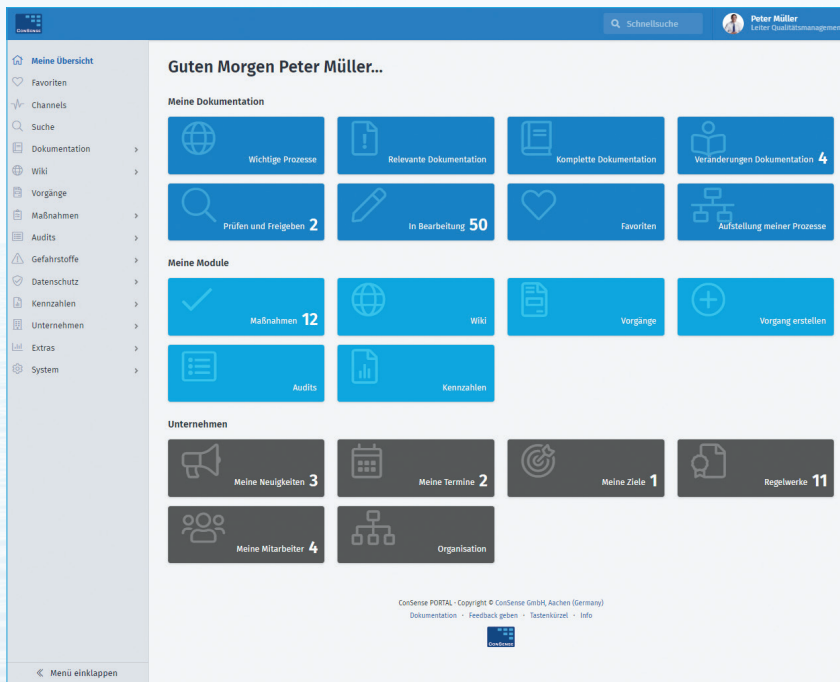 ConSense
Schnellsuche
Peter Müller
Leiter Qualitätsmanagemen
Meine Übersicht
Favoriten
Channels
Suche
Dokumentation
Wiki
Vorgänge
Maßnahmen
Audits
Gefahrstoffe
Datenschutz
Kennzahlen
Unternehmen
Extras
System
« Menü einklappen
Guten Morgen Peter Müller...
Meine Dokumentation
Wichtige Prozesse
Relevante Dokumentation
Komplette Dokumentation
Veränderungen Dokumentation 4
Prüfen und Freigeben 2
In Bearbeitung 50
Favoriten
Aufstellung meiner Prozesse
Meine Module
Maßnahmen 12
Wiki
Vorgänge
Vorgang erstellen
Audits
Kennzahlen
Unternehmen
Meine Neuigkeiten 3
Meine Termine 2
Meine Ziele 1
Regelwerke 11
Meine Mitarbeiter 4
Organisation
ConSense PORTAL - Copyright © ConSense GmbH, Aachen (Germany)
Dokumentation - Feedback geben - Tastenkürzel - Info
ConSense